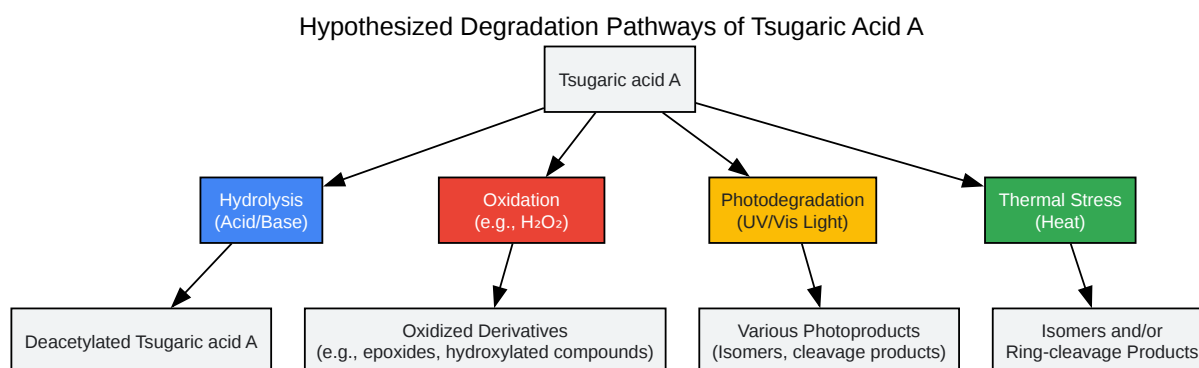 Hypothesized Degradation Pathways of Tsugaric Acid A
Tsugaric acid A
Hydrolysis
(Acid/Base)
Oxidation
(e.g., H₂O₂)
Photodegradation
(UV/Vis Light)
Thermal Stress
(Heat)
Deacetylated Tsugaric acid A
Oxidized Derivatives
(e.g., epoxides, hydroxylated compounds)
Various Photoproducts
(Isomers, cleavage products)
Isomers and/or
Ring-cleavage Products